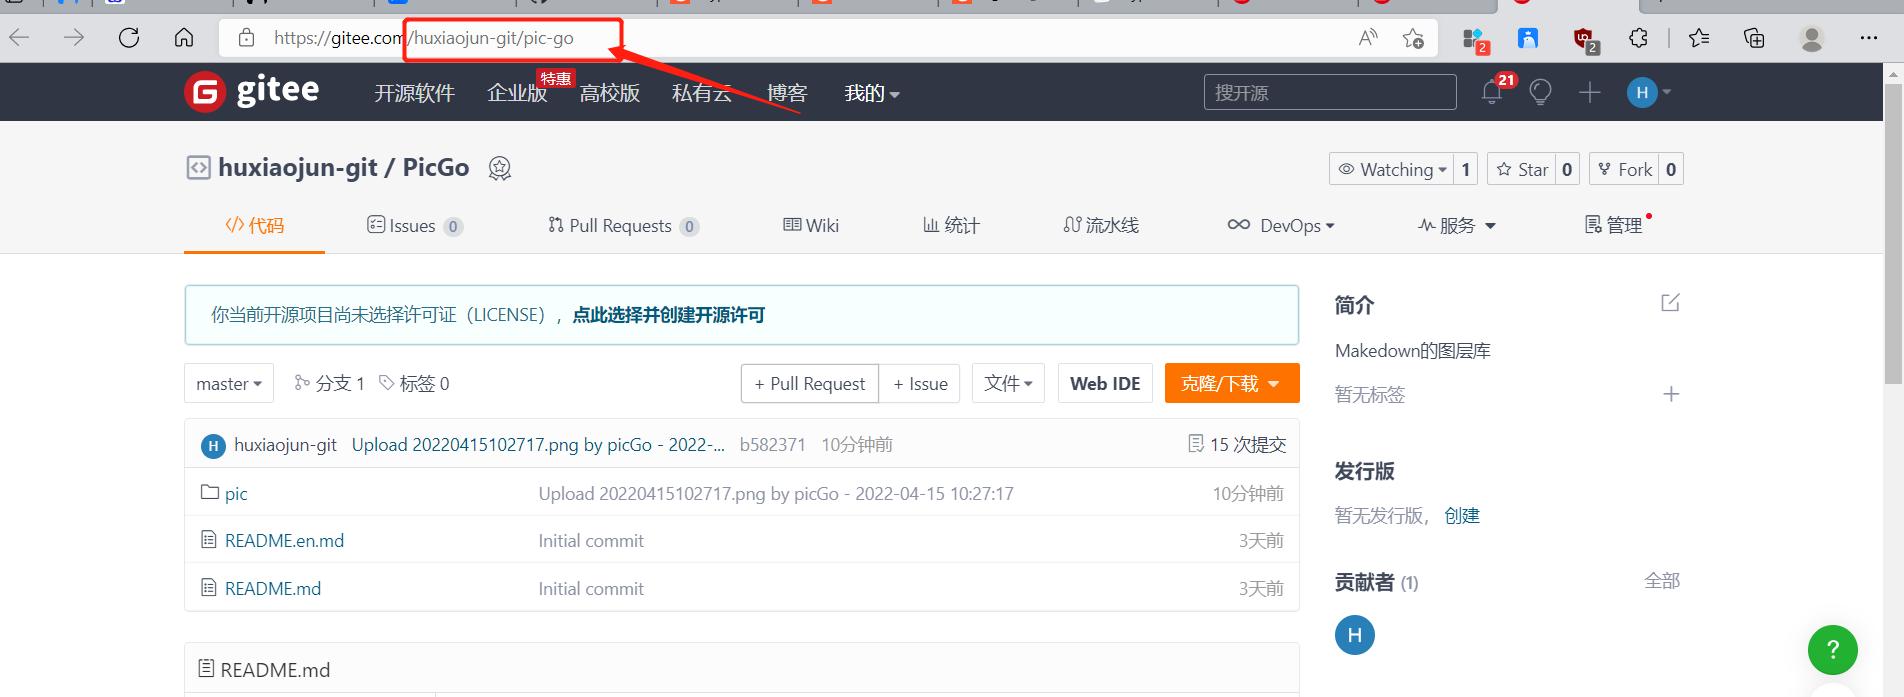 https://gitee.com/huxiaojun-git/pic-go
2
2
gitee
开源软件 企业版 特惠 高校版 私有云 博客 我的
搜开源
21
H
huxiaojun-git / PicGo
Watching 1 Star 0 Fork 0
代码 Issues 0 Pull Requests 0 Wiki 统计 流水线 DevOps 服务 管理
你当前开源项目尚未选择许可证（LICENSE），点此选择并创建开源许可
master 分支 1 标签 0 + Pull Request + Issue 文件 Web IDE 克隆/下载
H huxiaojun-git Upload 20220415102717.png by picGo - 2022-... b582371 10分钟前 15 次提交
pic Upload 20220415102717.png by picGo - 2022-04-15 10:27:17 10分钟前
README.en.md Initial commit 3天前
README.md Initial commit 3天前
README.md
简介
Makedown的图层库
暂无标签
发行版
暂无发行版，创建
贡献者 (1) 全部
H
?